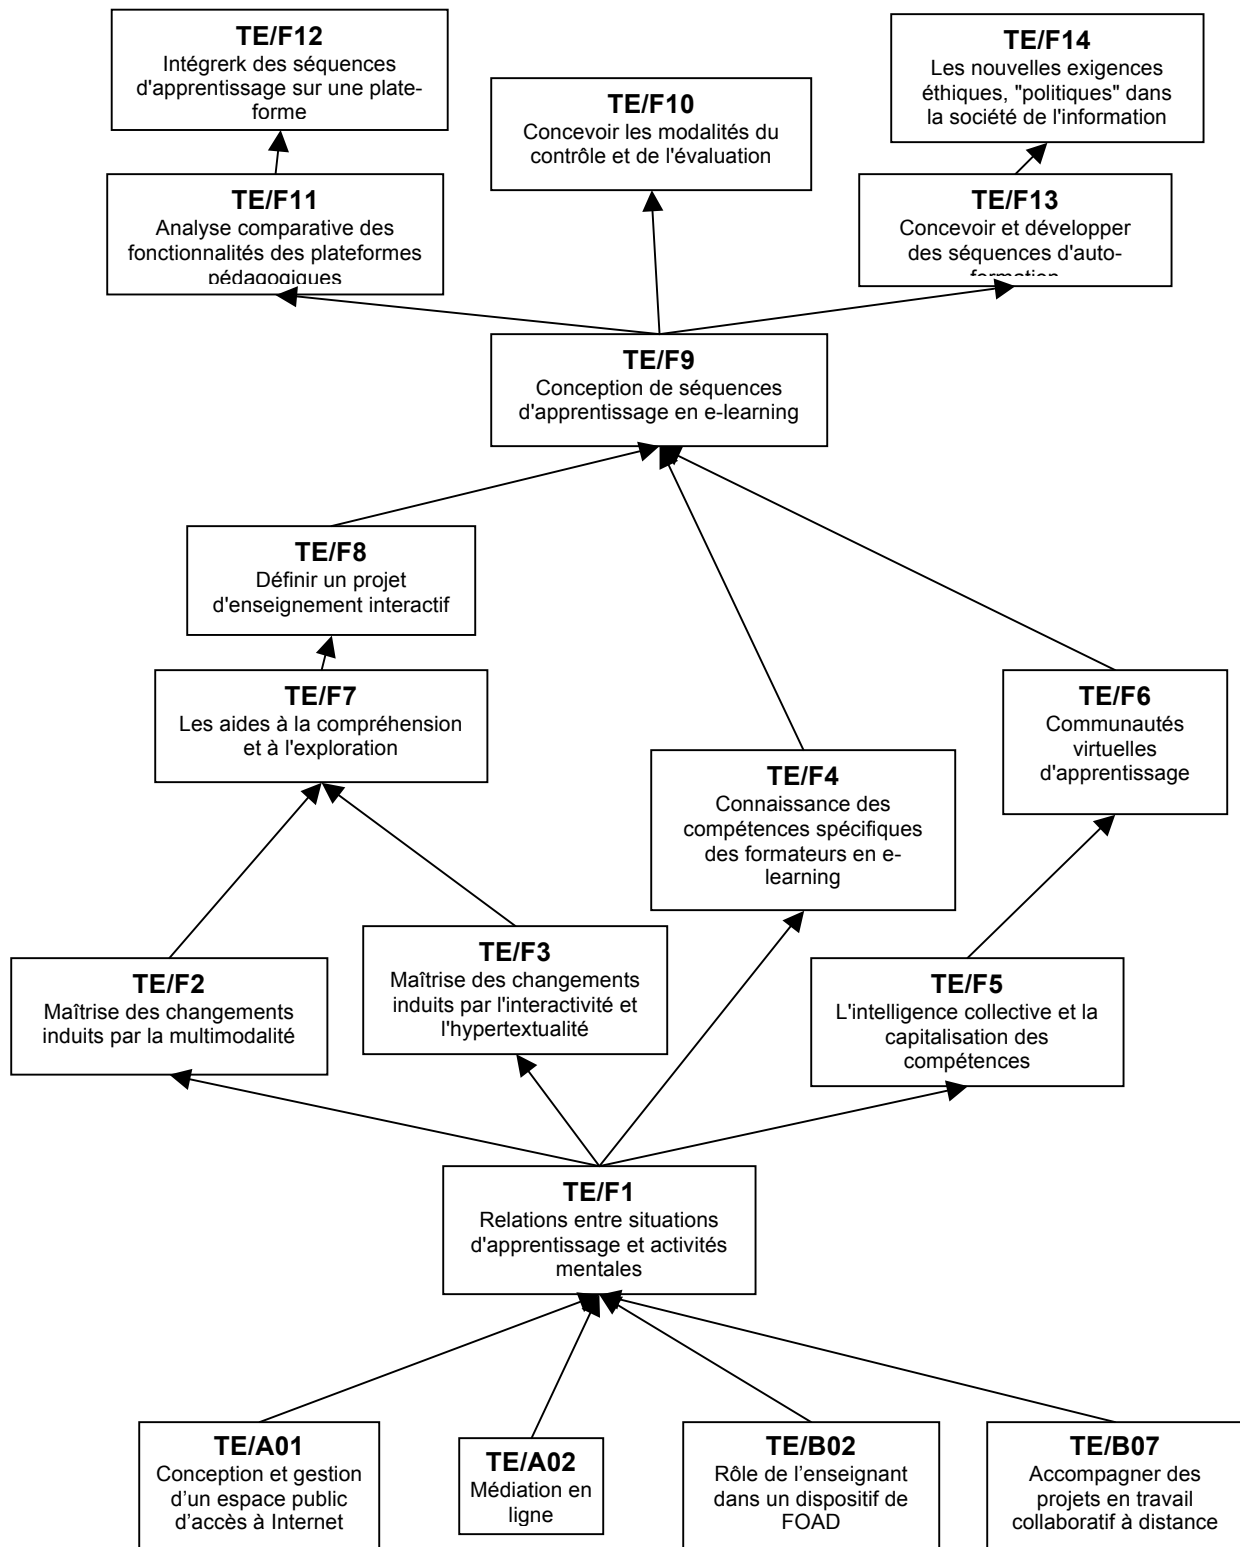 TE/F12
Intégrerk des séquences
d'apprentissage sur une plate-
forme
TE/F14
Les nouvelles exigences
éthiques, "politiques" dans
la société de l'information
TE/F10
Concevoir les modalités du
contrôle et de l'évaluation
TE/F11
Analyse comparative des
fonctionnalités des plateformes
pédagogiques
TE/F13
Concevoir et développer
des séquences d'auto-
formation
TE/F9
Conception de séquences
d'apprentissage en e-learning
TE/F8
Définir un projet
d'enseignement interactif
TE/F7
Les aides à la compréhension
et à l'exploration
TE/F6
Communautés
virtuelles
d'apprentissage
TE/F4
Connaissance des
compétences spécifiques
des formateurs en e-
learning
TE/F2
Maîtrise des changements
induits par la multimodalité
TE/F3
Maîtrise des changements
induits par l'interactivité et
l'hypertextualité
TE/F5
L'intelligence collective et la
capitalisation des
compétences
TE/F1
Relations entre situations
d'apprentissage et activités
mentales
TE/A01
Conception et gestion
d’un espace public
d’accès à Internet
TE/A02
Médiation en
ligne
TE/B02
Rôle de l’enseignant
dans un dispositif de
FOAD
TE/B07
Accompagner des
projets en travail
collaboratif à distance